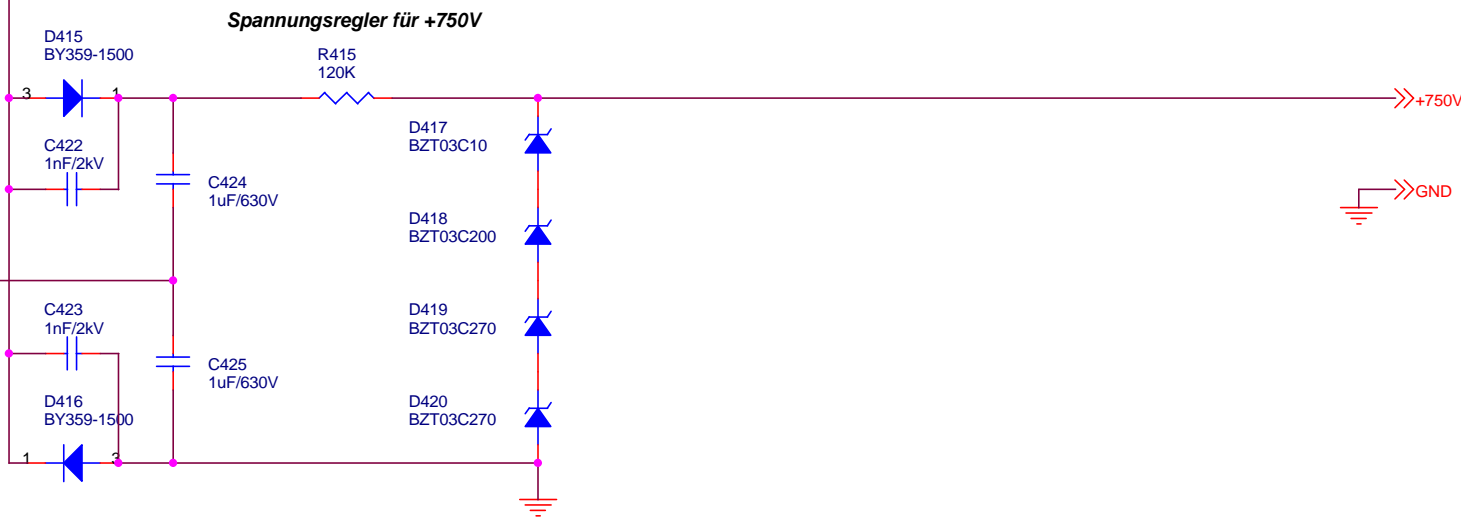 Spannungsregler für +750V
D415
BY359-1500
R415
120K
3
1
+750V
D417
BZT03C10
C422
1nF/2kV
C424
1uF/630V
GND
D418
BZT03C200
C423
1nF/2kV
D419
BZT03C270
C425
1uF/630V
D416
BY359-1500
D420
BZT03C270
1
3